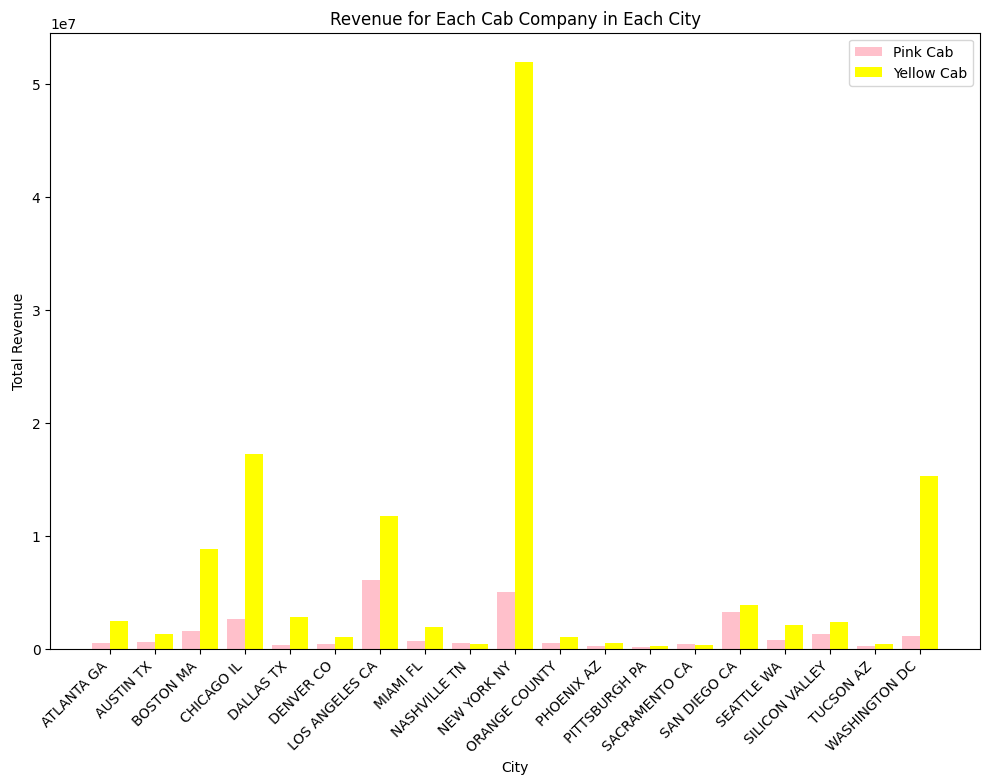 Revenue for Each Cab Company in Each City
1e7
Pink Cab
Yellow Cab
5
4
3
2
1
0
Total Revenue
ATLANTA GA
AUSTIN TX
BOSTON MA
CHICAGO IL
DALLAS TX
DENVER CO
LOS ANGELES CA
MIAMI FL
NASHVILLE TN
NEW YORK NY
ORANGE COUNTY
PHOENIX AZ
PITTSBURGH PA
SACRAMENTO CA
SAN DIEGO CA
SEATTLE WA
SILICON VALLEY
TUCSON AZ
WASHINGTON DC
City